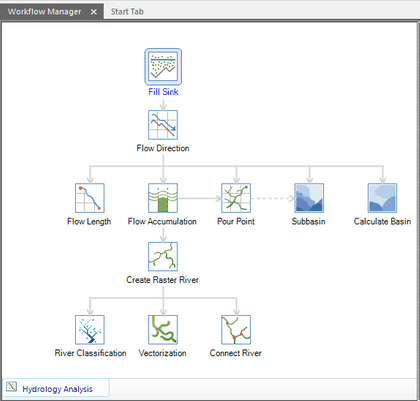 Workflow Manager
Start Tab
Fill Sink
Flow Direction
Flow Length
Flow Accumulation
Pour Point
Subbasin
Calculate Basin
Create Raster River
River Classification
Vectorization
Connect River
Hydrology Analysis